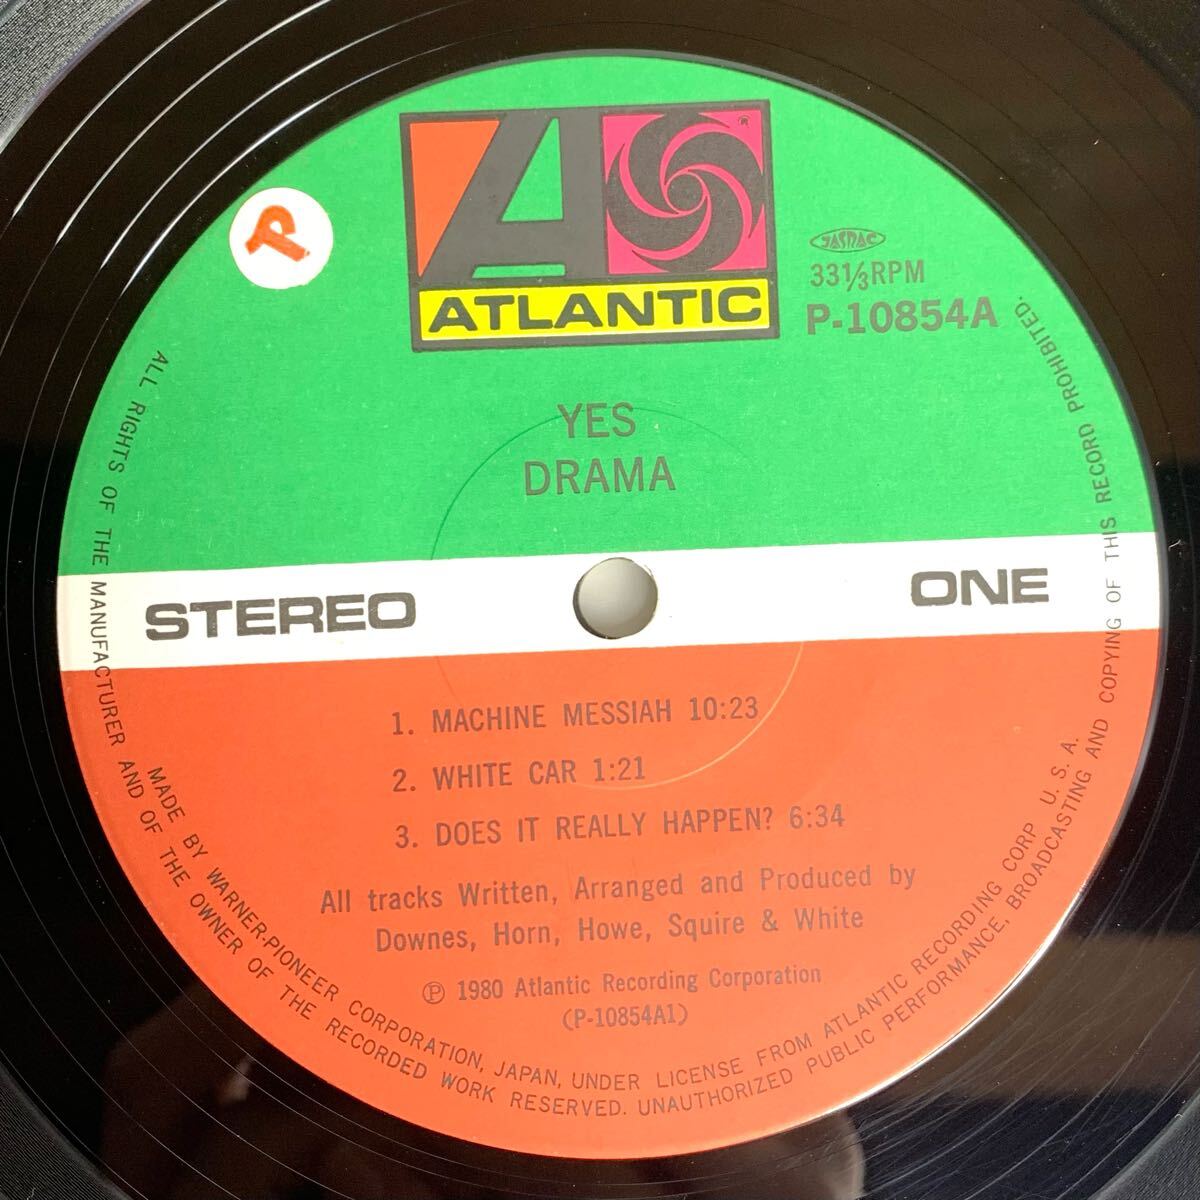 ATLANTIC
®
JASRAC
33⅓RPM
P-10854A
YES
DRAMA
STEREO
ONE
1. MACHINE MESSIAH 10:23
2. WHITE CAR 1:21
3. DOES IT REALLY HAPPEN? 6:34
All tracks Written, Arranged and Produced by
Downes, Horn, Howe, Squire & White
℗ 1980 Atlantic Recording Corporation
(P-10854A1)
MADE BY WARNER-PIONEER CORPORATION, JAPAN, UNDER LICENSE FROM ATLANTIC RECORDING CORP U. S. A.
ALL RIGHTS OF THE MANUFACTURER AND OF THE OWNER OF THE RECORDED WORK RESERVED. UNAUTHORIZED PUBLIC PERFORMANCE, BROADCASTING AND COPYING OF THIS RECORD PROHIBITED.